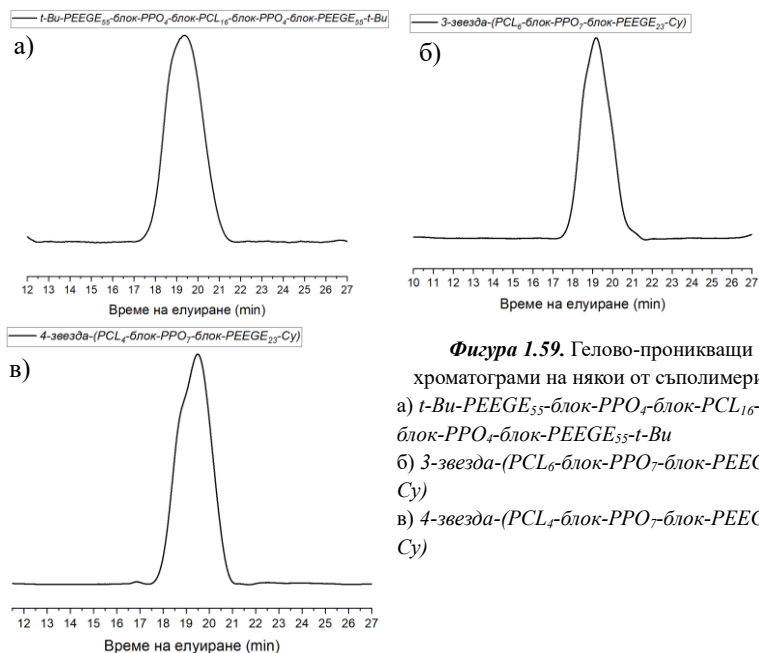 t-Bu-PEEGE₅₅-блок-PPO₄-блок-PCL₁₆-блок-PPO₄-блок-PEEGE₅₅-t-Bu
а)
12 13 14 15 16 17 18 19 20 21 22 23 24 25 26 27
Време на елуиране (min)
3-звезда-(PCL₆-блок-PPO₇-блок-PEEGE₂₃-Cy)
б)
10 11 12 13 14 15 16 17 18 19 20 21 22 23 24 25 26 27
Време на елуиране (min)
4-звезда-(PCL₄-блок-PPO₇-блок-PEEGE₂₃-Cy)
в)
12 13 14 15 16 17 18 19 20 21 22 23 24 25 26 27
Време на елуиране (min)
Фигура 1.59. Гелово-проникващи
хроматограми на някои от съполимери
а) t-Bu-PEEGE₅₅-блок-PPO₄-блок-PCL₁₆-
блок-PPO₄-блок-PEEGE₅₅-t-Bu
б) 3-звезда-(PCL₆-блок-PPO₇-блок-PEEG
Cy)
в) 4-звезда-(PCL₄-блок-PPO₇-блок-PEEG
Cy)